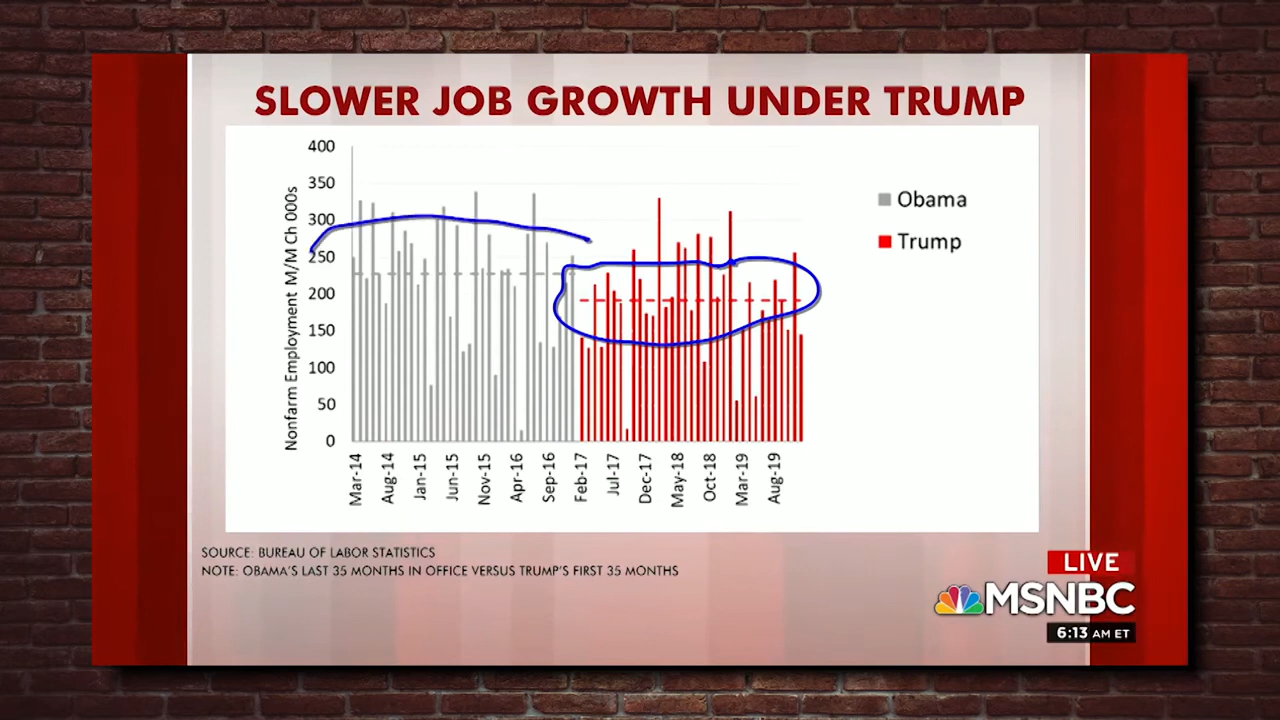 SLOWER JOB GROWTH UNDER TRUMP
400
350
300
250
200
150
100
50
0
Nonfarm Employment M/M Ch 000s
Mar-14
Aug-14
Jan-15
Jun-15
Nov-15
Apr-16
Sep-16
Feb-17
Jul-17
Dec-17
May-18
Oct-18
Mar-19
Aug-19
Obama
Trump
SOURCE: BUREAU OF LABOR STATISTICS
NOTE: OBAMA'S LAST 35 MONTHS IN OFFICE VERSUS TRUMP'S FIRST 35 MONTHS
LIVE
MSNBC
6:13 AM ET